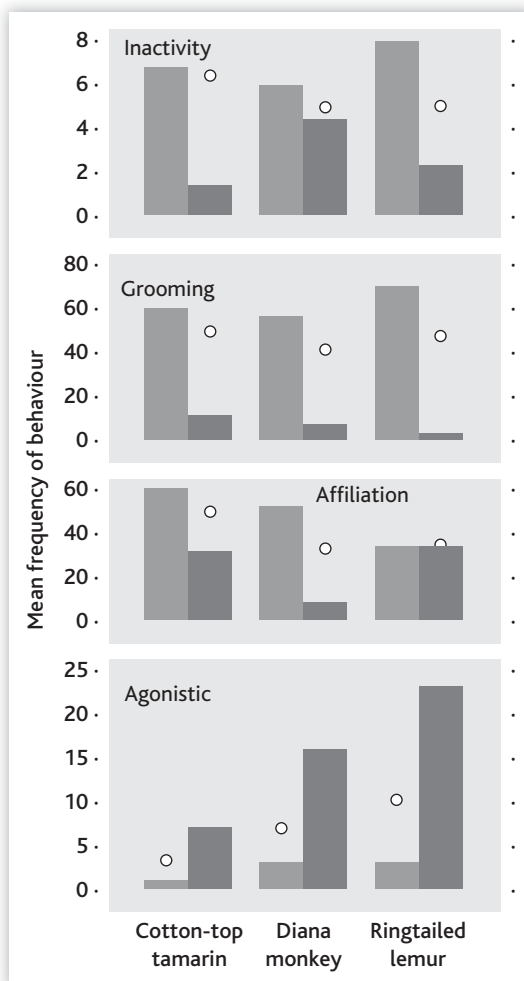 Inactivity
8
6
4
2
0
Grooming
80
60
40
20
0
Affiliation
60
40
20
0
Agonistic
25
20
15
10
5
0
Mean frequency of behaviour
Cotton-top Diana Ringtailed
tamarin monkey lemur